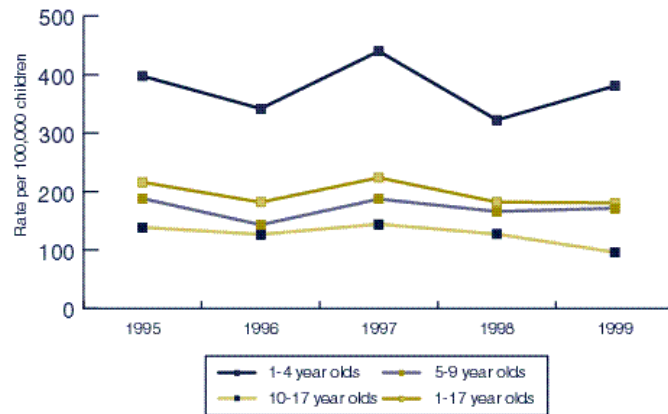 500
400
300
200
100
0
Rate per 100,000 children
1995 1996 1997 1998 1999
1-4 year olds 5-9 year olds
10-17 year olds 1-17 year olds